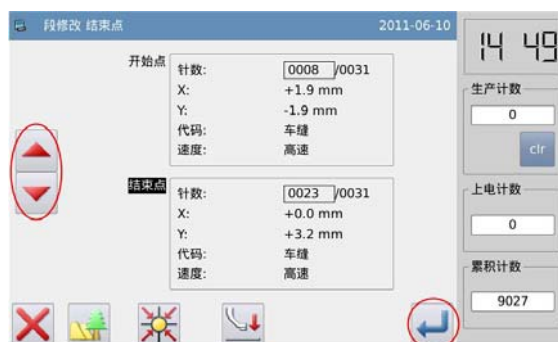 段修改 结束点 2011-06-10
14 49
开始点
针数: 0008 /0031
X: +1.9 mm
Y: -1.9 mm
代码: 车缝
速度: 高速
结束点
针数: 0023 /0031
X: +0.0 mm
Y: +3.2 mm
代码: 车缝
速度: 高速
生产计数
0
clr
上电计数
0
累积计数
9027